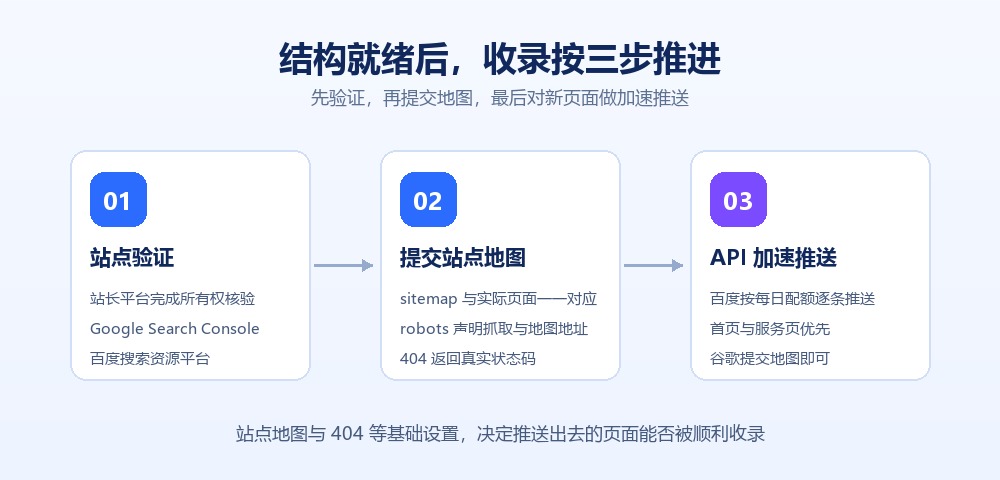 结构就绪后，收录按三步推进
先验证，再提交地图，最后对新页面做加速推送
01
站点验证
站长平台完成所有权核验
Google Search Console
百度搜索资源平台
02
提交站点地图
sitemap 与实际页面一一对应
robots 声明抓取与地图地址
404 返回真实状态码
03
API 加速推送
百度按每日配额逐条推送
首页与服务页优先
谷歌提交地图即可
站点地图与 404 等基础设置，决定推送出去的页面能否被顺利收录